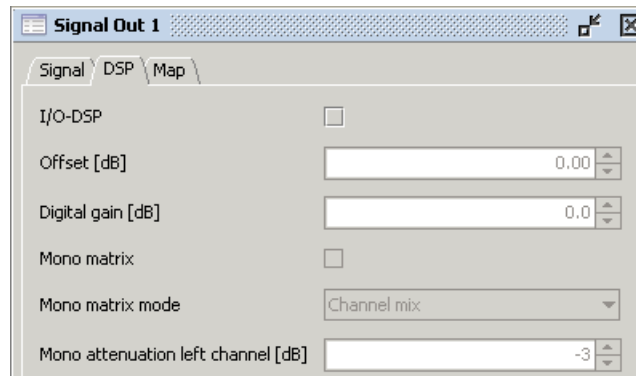 Signal Out 1
Signal DSP Map
I/O-DSP
Offset [dB] 0.00
Digital gain [dB] 0.0
Mono matrix
Mono matrix mode Channel mix
Mono attenuation left channel [dB] -3